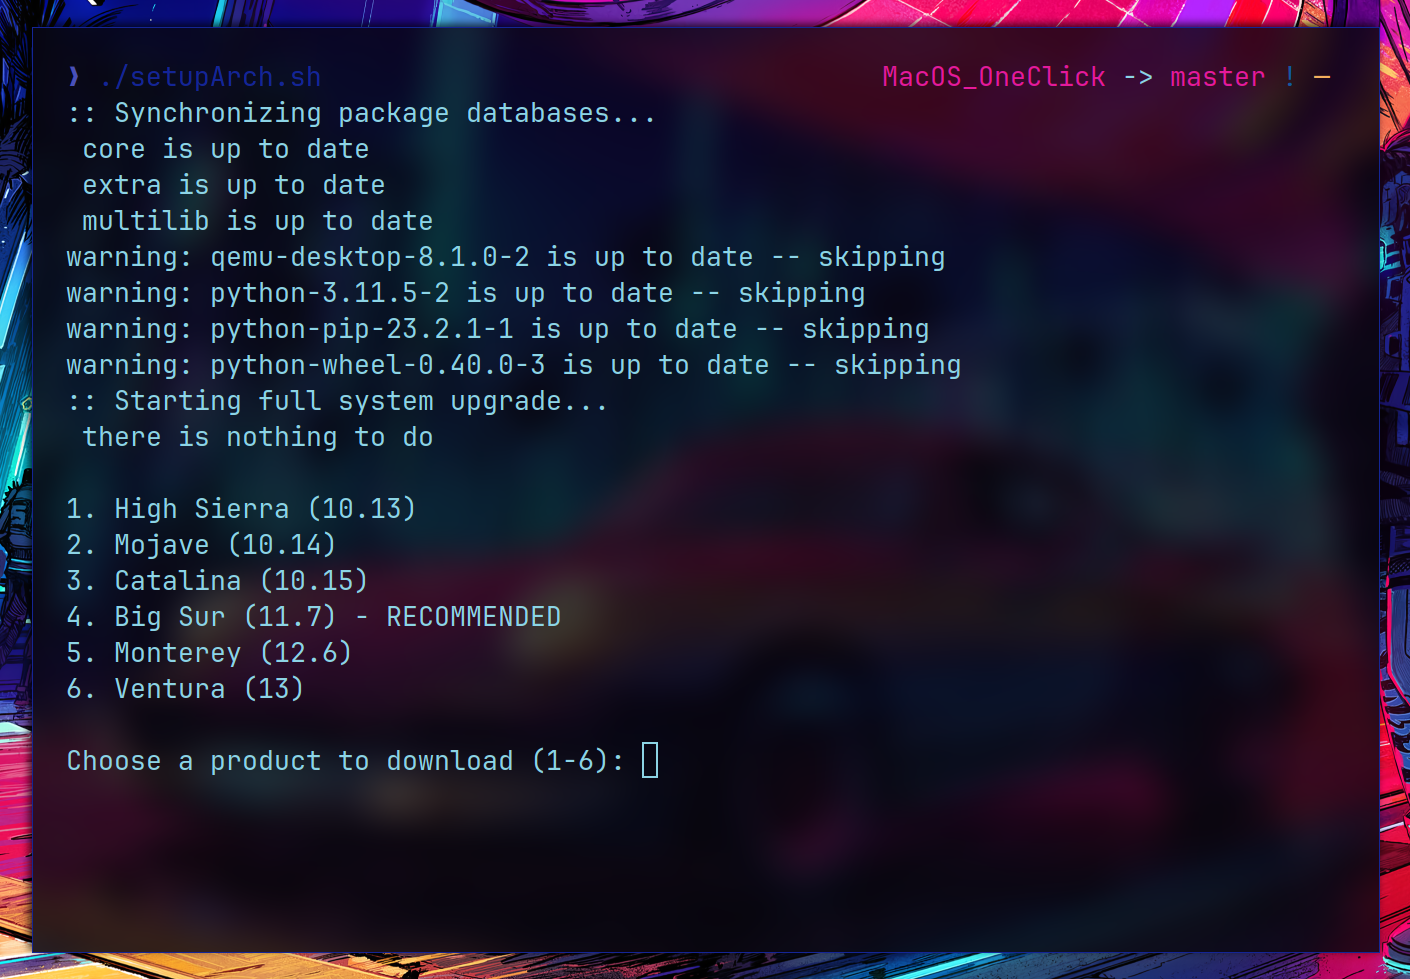 ❫ ./setupArch.sh MacOS_OneClick -> master ! —
:: Synchronizing package databases...
core is up to date
extra is up to date
multilib is up to date
warning: qemu-desktop-8.1.0-2 is up to date -- skipping
warning: python-3.11.5-2 is up to date -- skipping
warning: python-pip-23.2.1-1 is up to date -- skipping
warning: python-wheel-0.40.0-3 is up to date -- skipping
:: Starting full system upgrade...
there is nothing to do
1. High Sierra (10.13)
2. Mojave (10.14)
3. Catalina (10.15)
4. Big Sur (11.7) - RECOMMENDED
5. Monterey (12.6)
6. Ventura (13)
Choose a product to download (1-6):